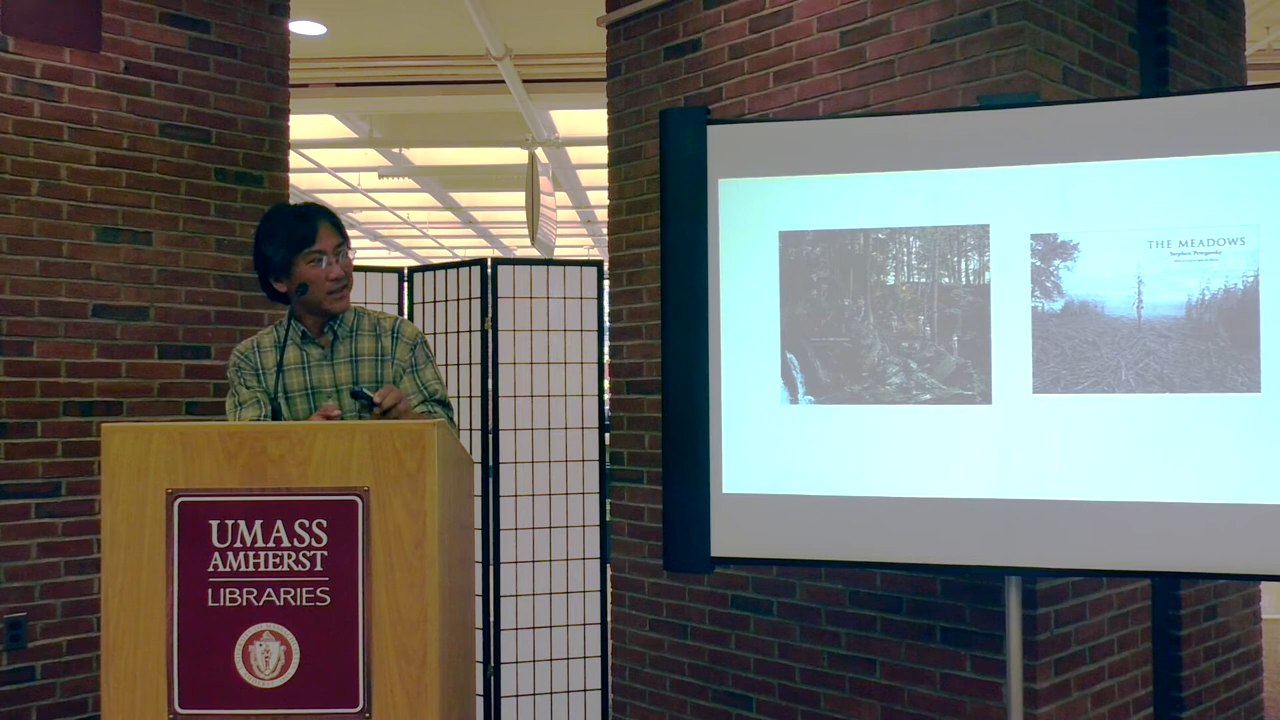 UMASS
AMHERST
LIBRARIES
THE MEADOWS
Stephen Petegorsky